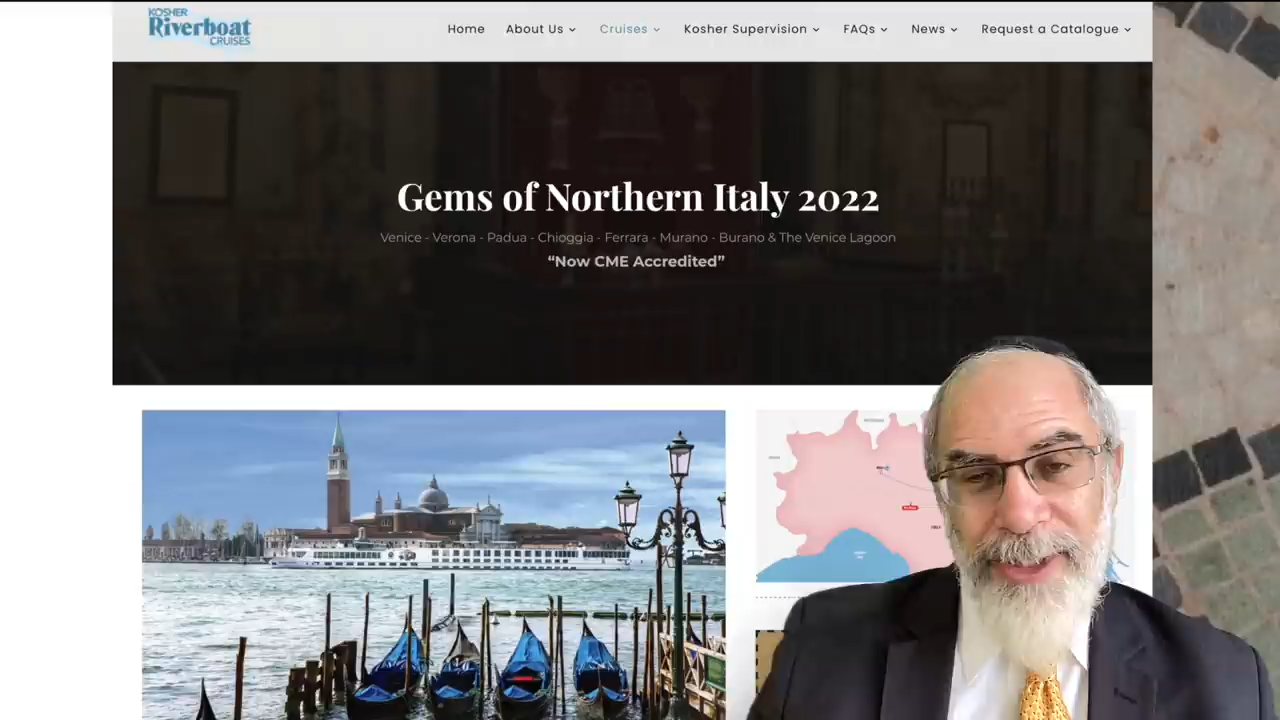 KOSHER
Riverboat
CRUISES
Home About Us Cruises Kosher Supervision FAQs News Request a Catalogue
Gems of Northern Italy 2022
Venice - Verona - Padua - Chioggia - Ferrara - Murano - Burano & The Venice Lagoon
“Now CME Accredited”